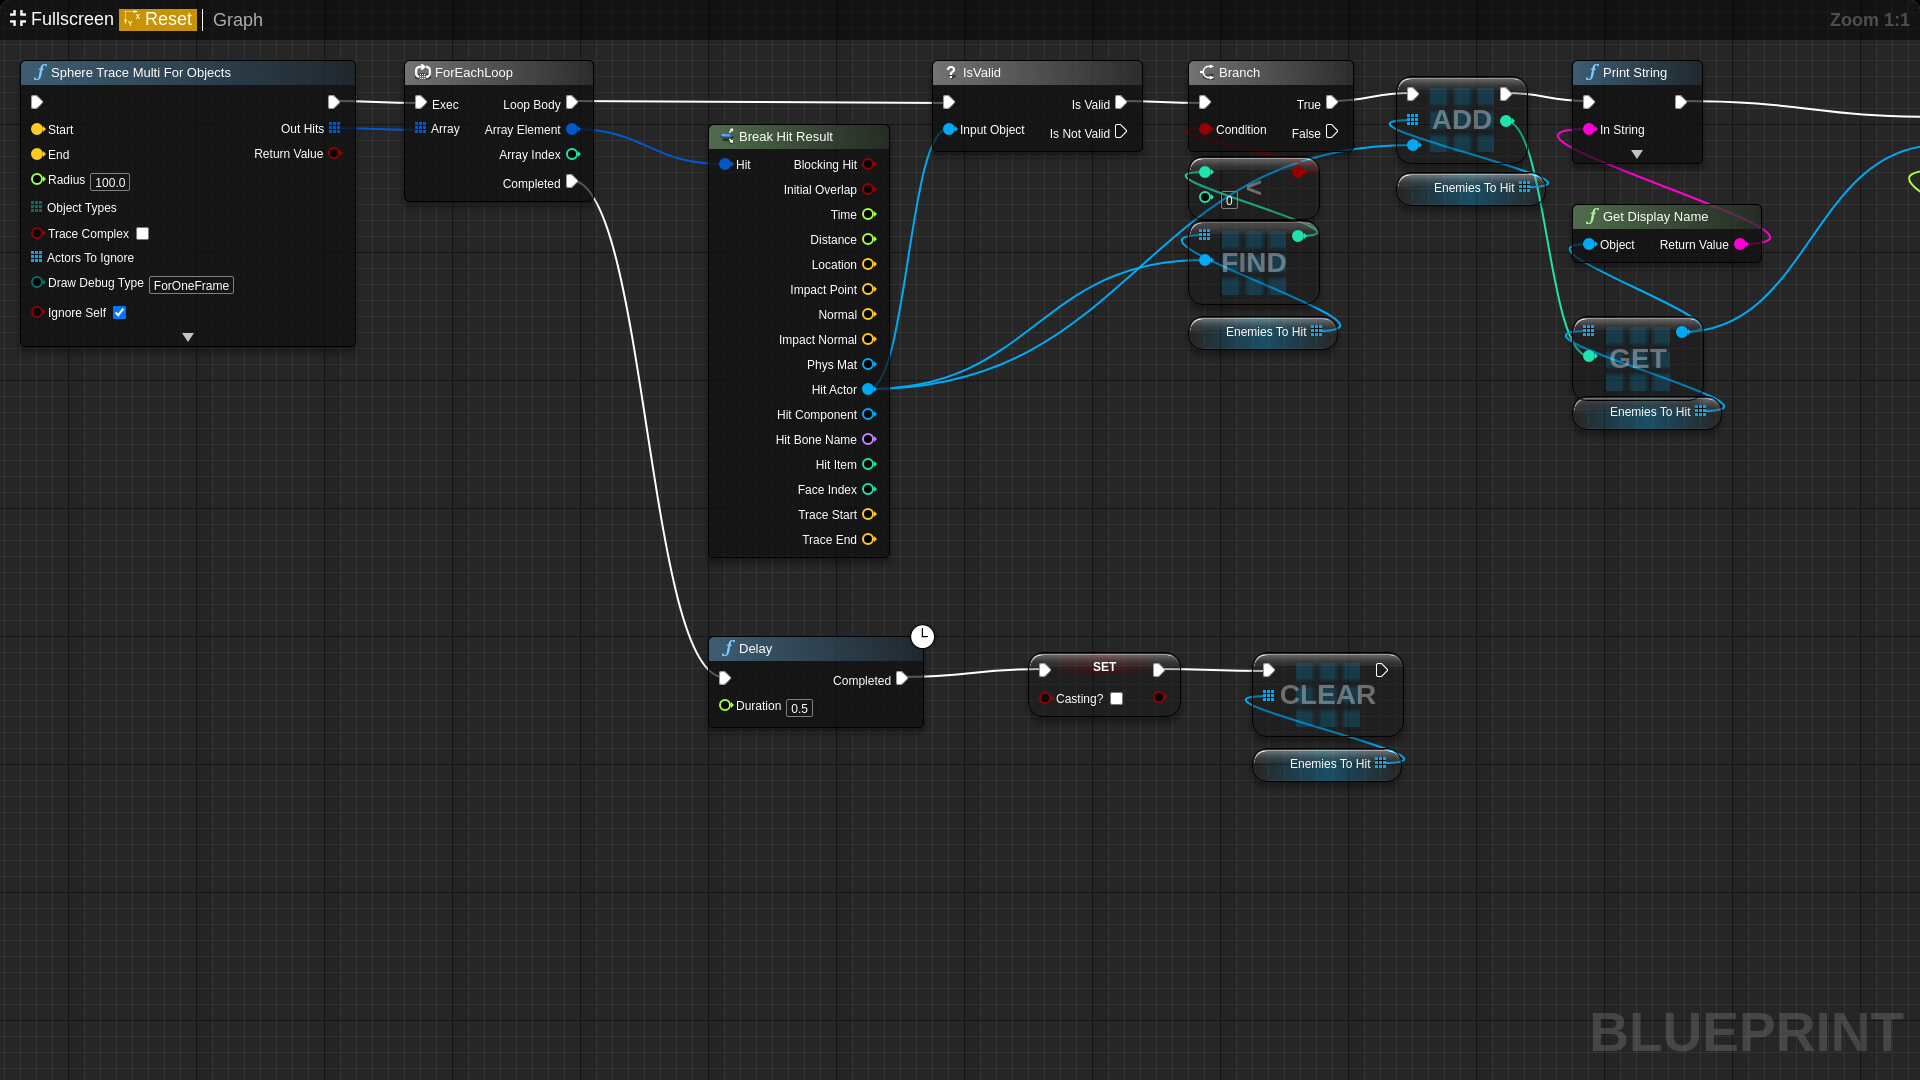 Fullscreen Reset Graph
Zoom 1:1
Sphere Trace Multi For Objects
Start
Out Hits
End
Return Value
Radius 100.0
Object Types
Trace Complex
Actors To Ignore
Draw Debug Type ForOneFrame
Ignore Self
ForEachLoop
Exec
Loop Body
Array
Array Element
Array Index
Completed
Break Hit Result
Hit
Blocking Hit
Initial Overlap
Time
Distance
Location
Impact Point
Normal
Impact Normal
Phys Mat
Hit Actor
Hit Component
Hit Bone Name
Hit Item
Face Index
Trace Start
Trace End
? IsValid
Is Valid
Input Object
Is Not Valid
Branch
True
Condition
False
<
0
FIND
Enemies To Hit
ADD
Enemies To Hit
Print String
In String
Get Display Name
Object
Return Value
GET
Enemies To Hit
Delay
Completed
Duration 0.5
SET
Casting?
CLEAR
Enemies To Hit
BLUEPRINT